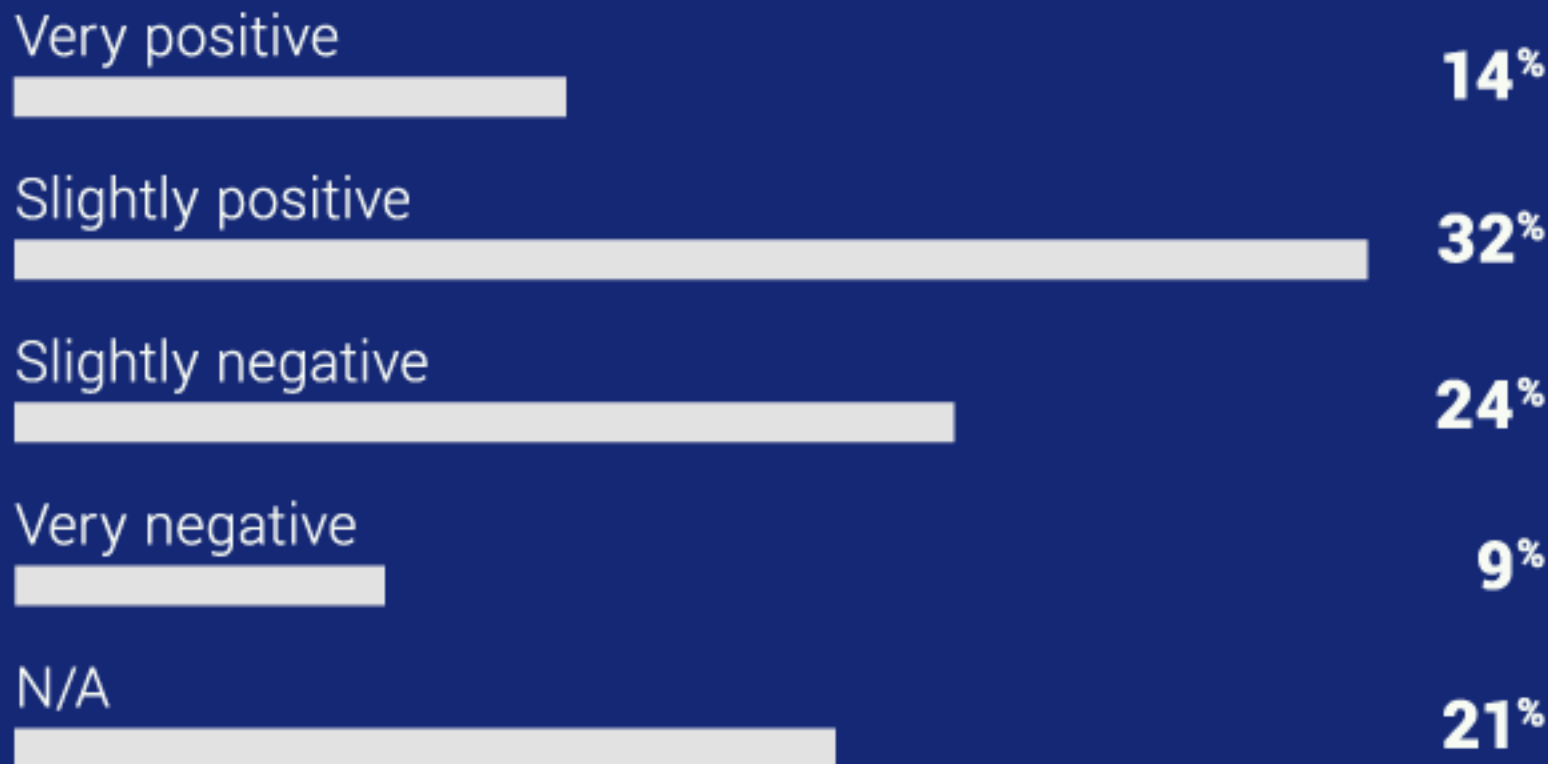 Very positive
14%
Slightly positive
32%
Slightly negative
24%
Very negative
9%
N/A
21%